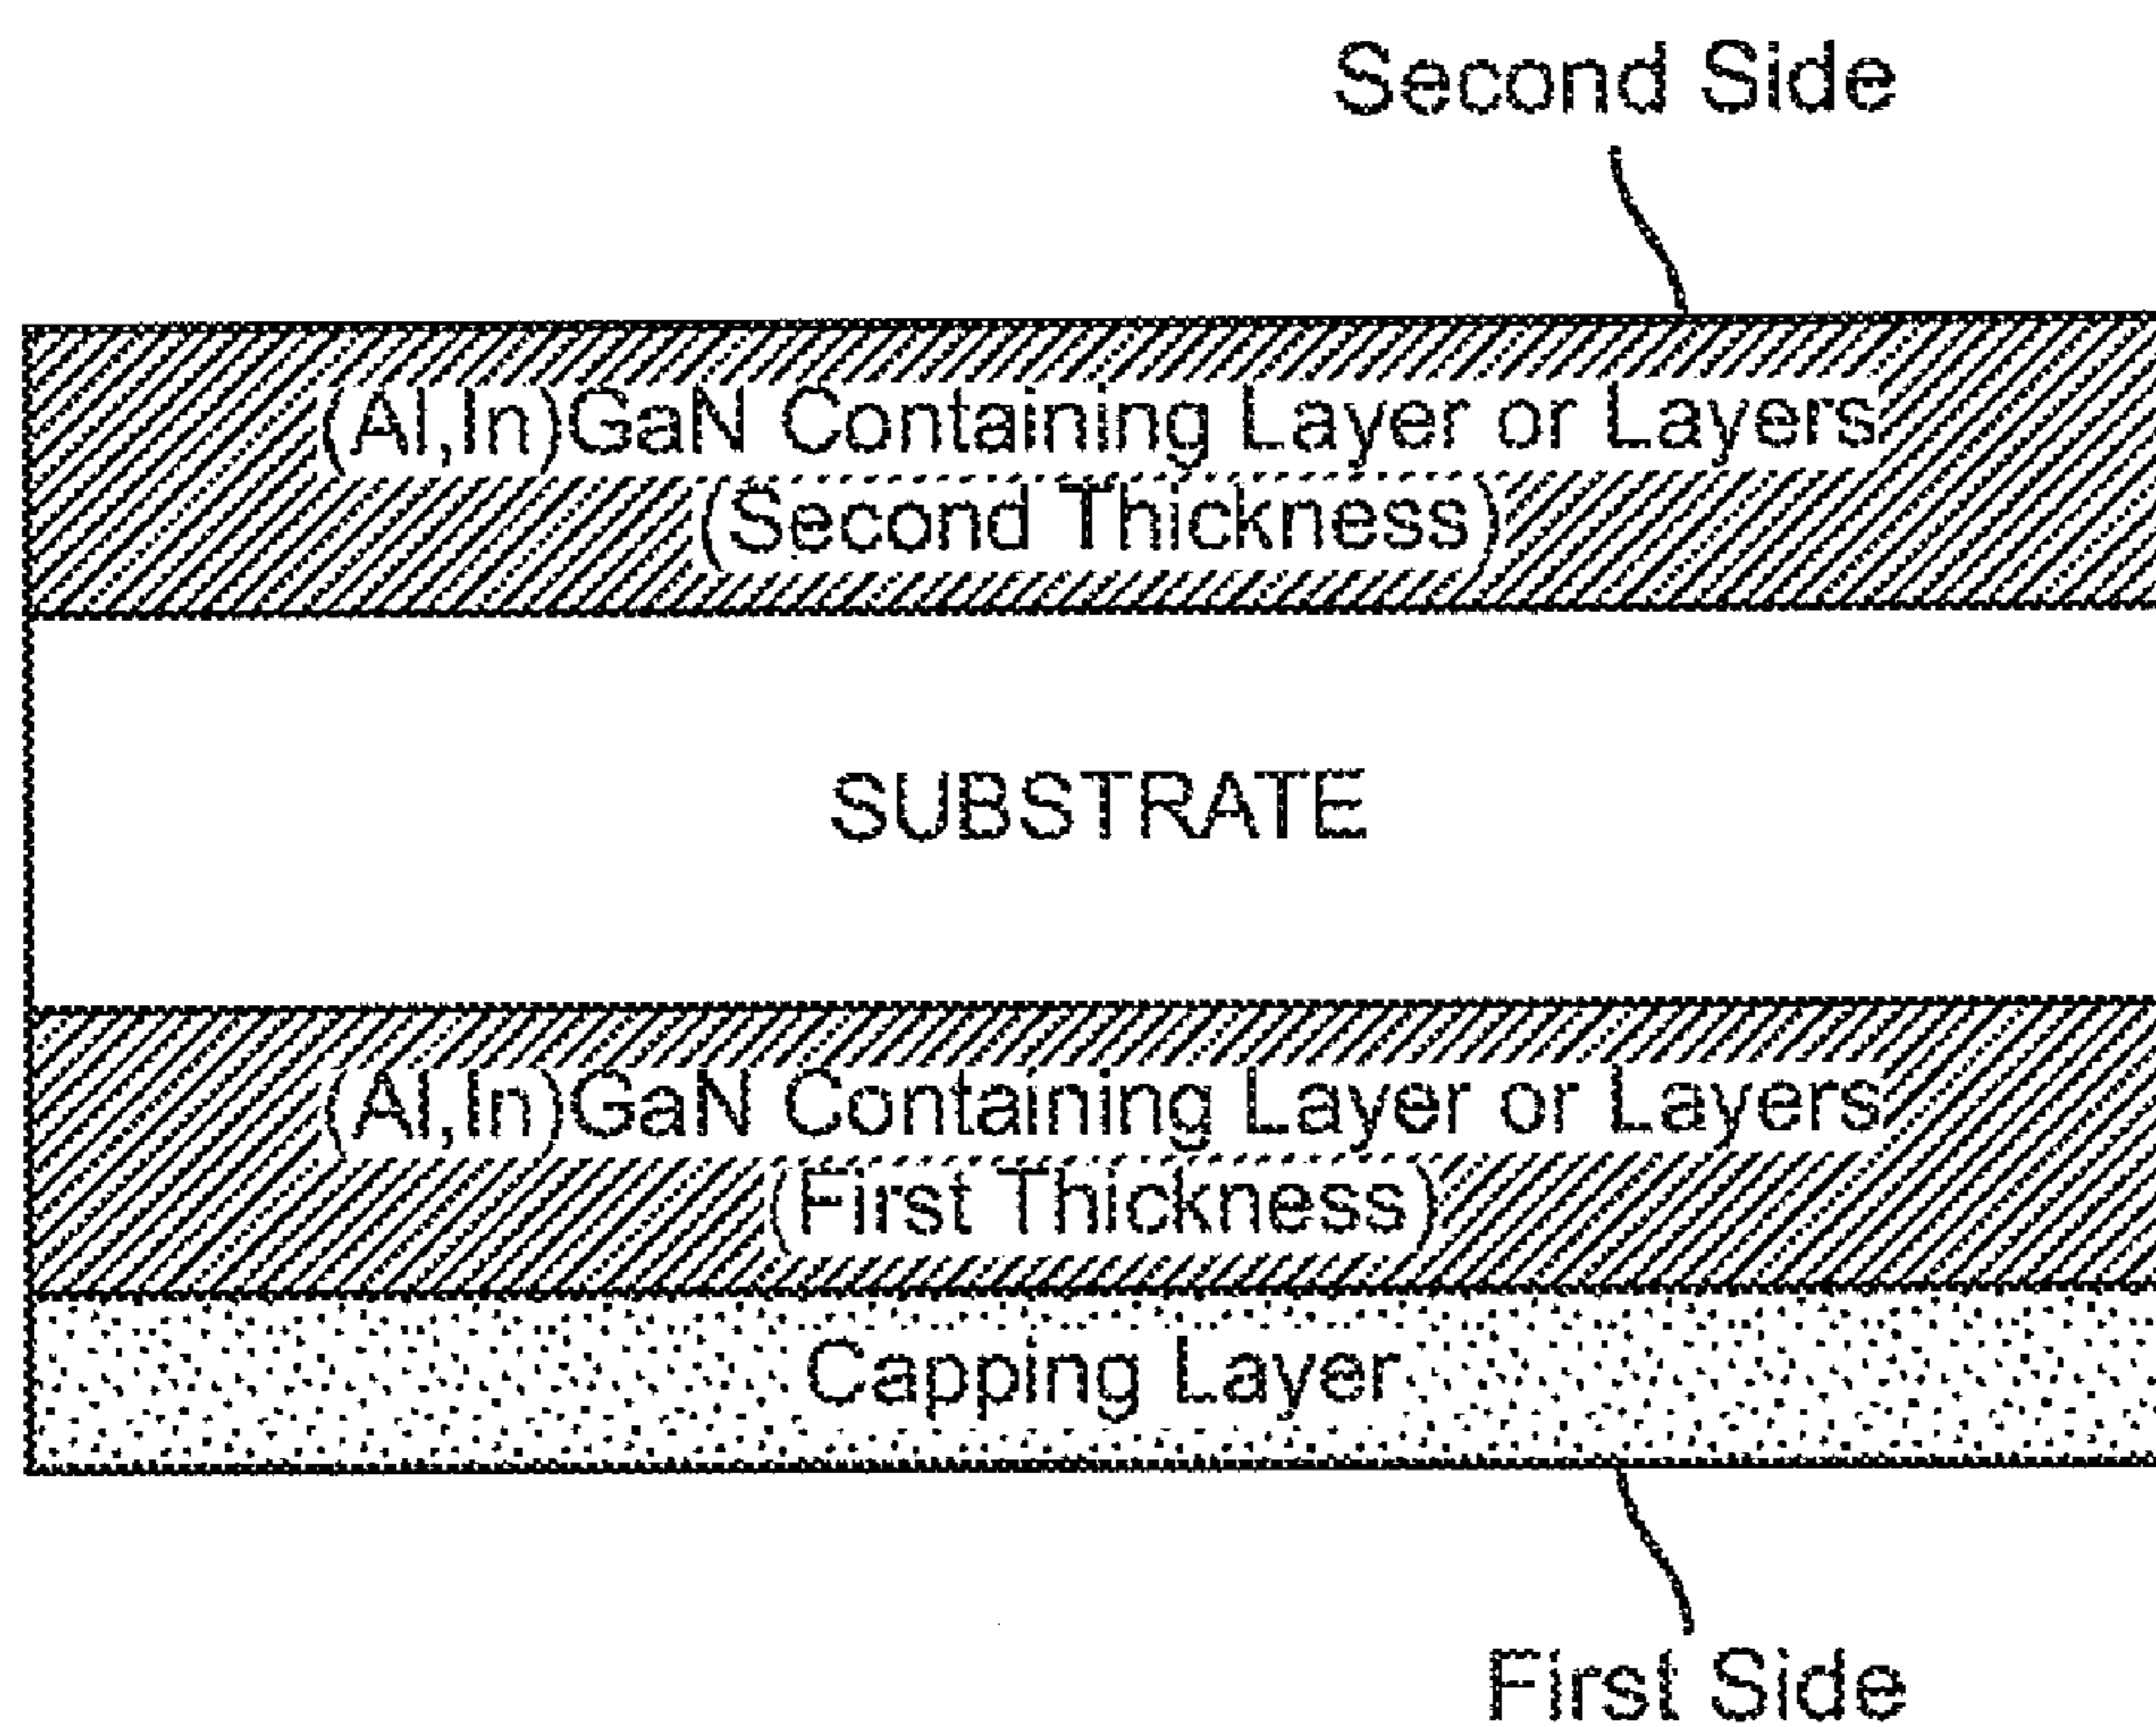 Second Side
(Al,In)GaN Containing Layer or Layers
(Second Thickness)
SUBSTRATE
(Al,In)GaN Containing Layer or Layers
(First Thickness)
Capping Layer
First Side